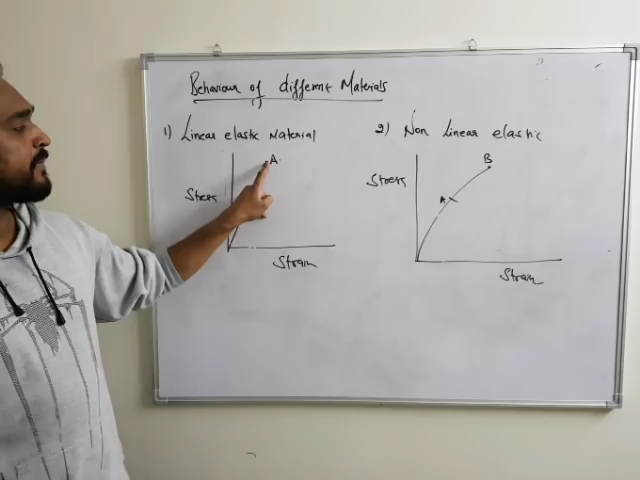 Behaviour of different Materials
1) Linear elastic Material
A.
Stress
Strain
2) Non Linear elastic
B
A
Stress
Strain